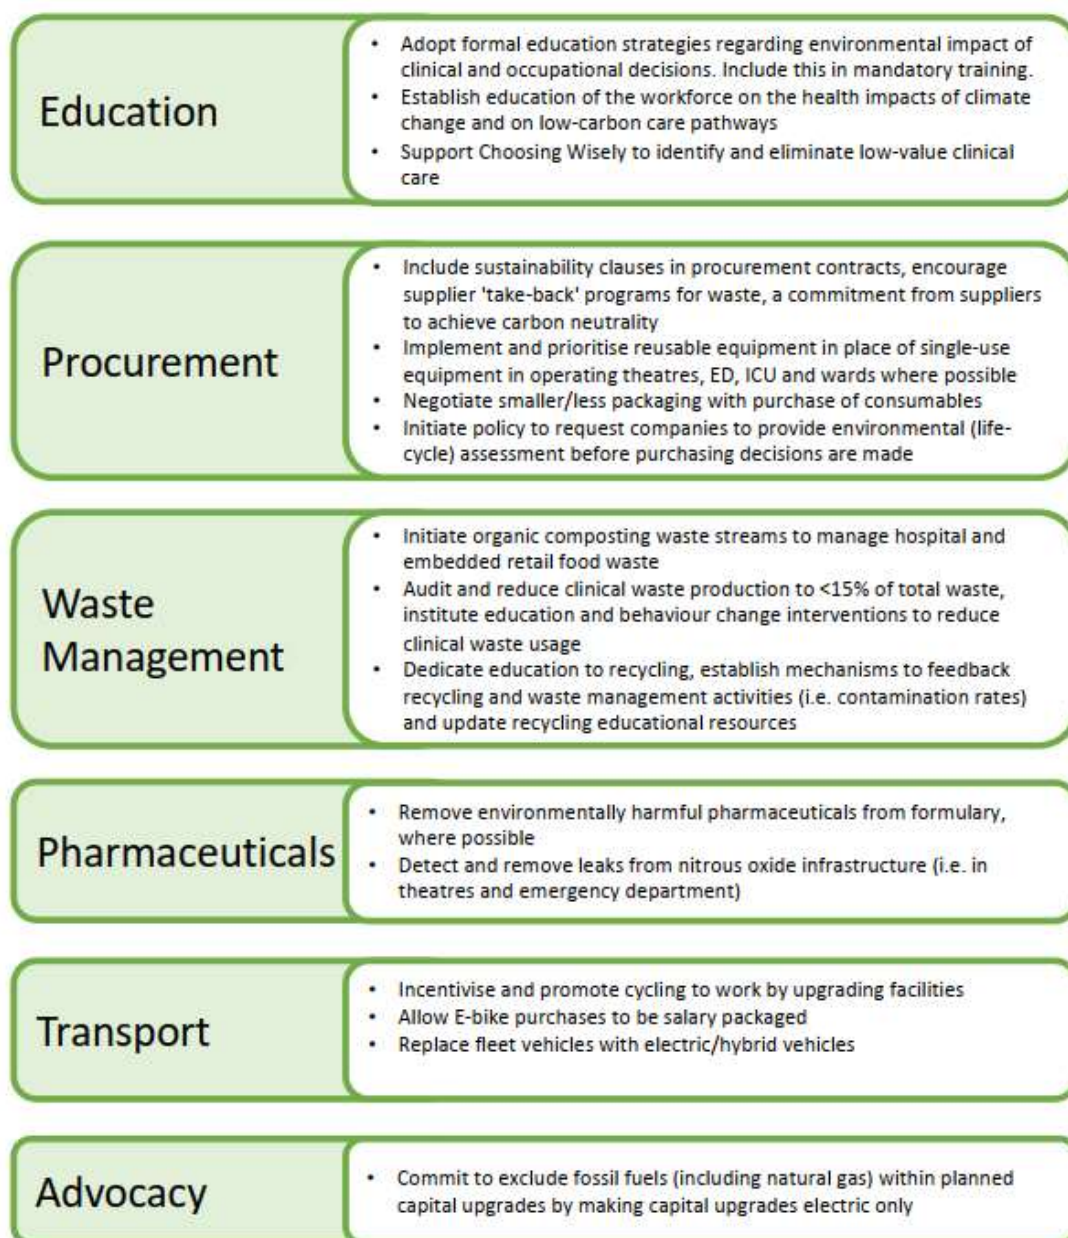 Education
• Adopt formal education strategies regarding environmental impact of
clinical and occupational decisions. Include this in mandatory training.
• Establish education of the workforce on the health impacts of climate
change and on low-carbon care pathways
• Support Choosing Wisely to identify and eliminate low-value clinical
care
Procurement
• Include sustainability clauses in procurement contracts, encourage
supplier 'take-back' programs for waste, a commitment from suppliers
to achieve carbon neutrality
• Implement and prioritise reusable equipment in place of single-use
equipment in operating theatres, ED, ICU and wards where possible
• Negotiate smaller/less packaging with purchase of consumables
• Initiate policy to request companies to provide environmental (life-
cycle) assessment before purchasing decisions are made
Waste
Management
• Initiate organic composting waste streams to manage hospital and
embedded retail food waste
• Audit and reduce clinical waste production to <15% of total waste,
institute education and behaviour change interventions to reduce
clinical waste usage
• Dedicate education to recycling, establish mechanisms to feedback
recycling and waste management activities (i.e. contamination rates)
and update recycling educational resources
Pharmaceuticals
• Remove environmentally harmful pharmaceuticals from formulary,
where possible
• Detect and remove leaks from nitrous oxide infrastructure (i.e. in
theatres and emergency department)
Transport
• Incentivise and promote cycling to work by upgrading facilities
• Allow E-bike purchases to be salary packaged
• Replace fleet vehicles with electric/hybrid vehicles
Advocacy
• Commit to exclude fossil fuels (including natural gas) within planned
capital upgrades by making capital upgrades electric only